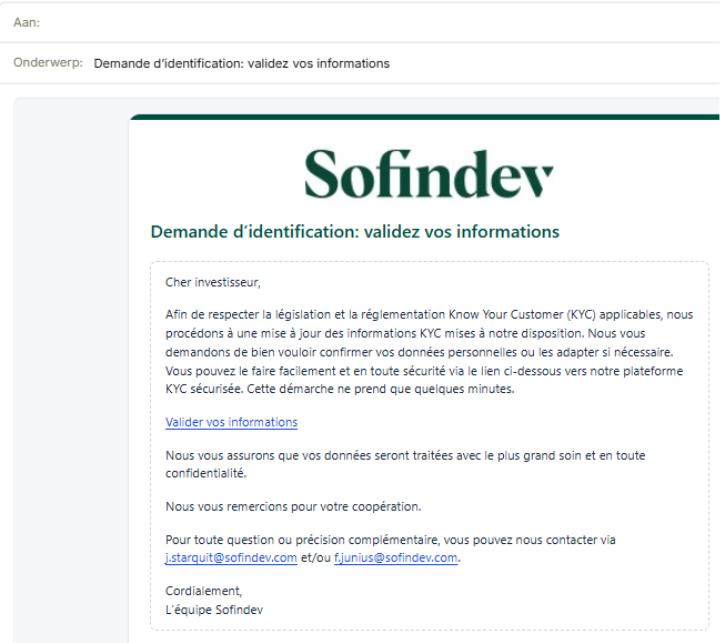 Aan:
Onderwerp: Demande d'identification: validez vos informations
Sofindev
Demande d'identification: validez vos informations
Cher investisseur,
Afin de respecter la législation et la réglementation Know Your Customer (KYC) applicables, nous
procédons à une mise à jour des informations KYC mises à notre disposition. Nous vous
demandons de bien vouloir confirmer vos données personnelles ou les adapter si nécessaire.
Vous pouvez le faire facilement et en toute sécurité via le lien ci-dessous vers notre plateforme
KYC sécurisée. Cette démarche ne prend que quelques minutes.
Valider vos informations
Nous vous assurons que vos données seront traitées avec le plus grand soin et en toute
confidentialité.
Nous vous remercions pour votre coopération.
Pour toute question ou précision complémentaire, vous pouvez nous contacter via
j.starquit@sofindev.com et/ou f.junius@sofindev.com.
Cordialement,
L'équipe Sofindev